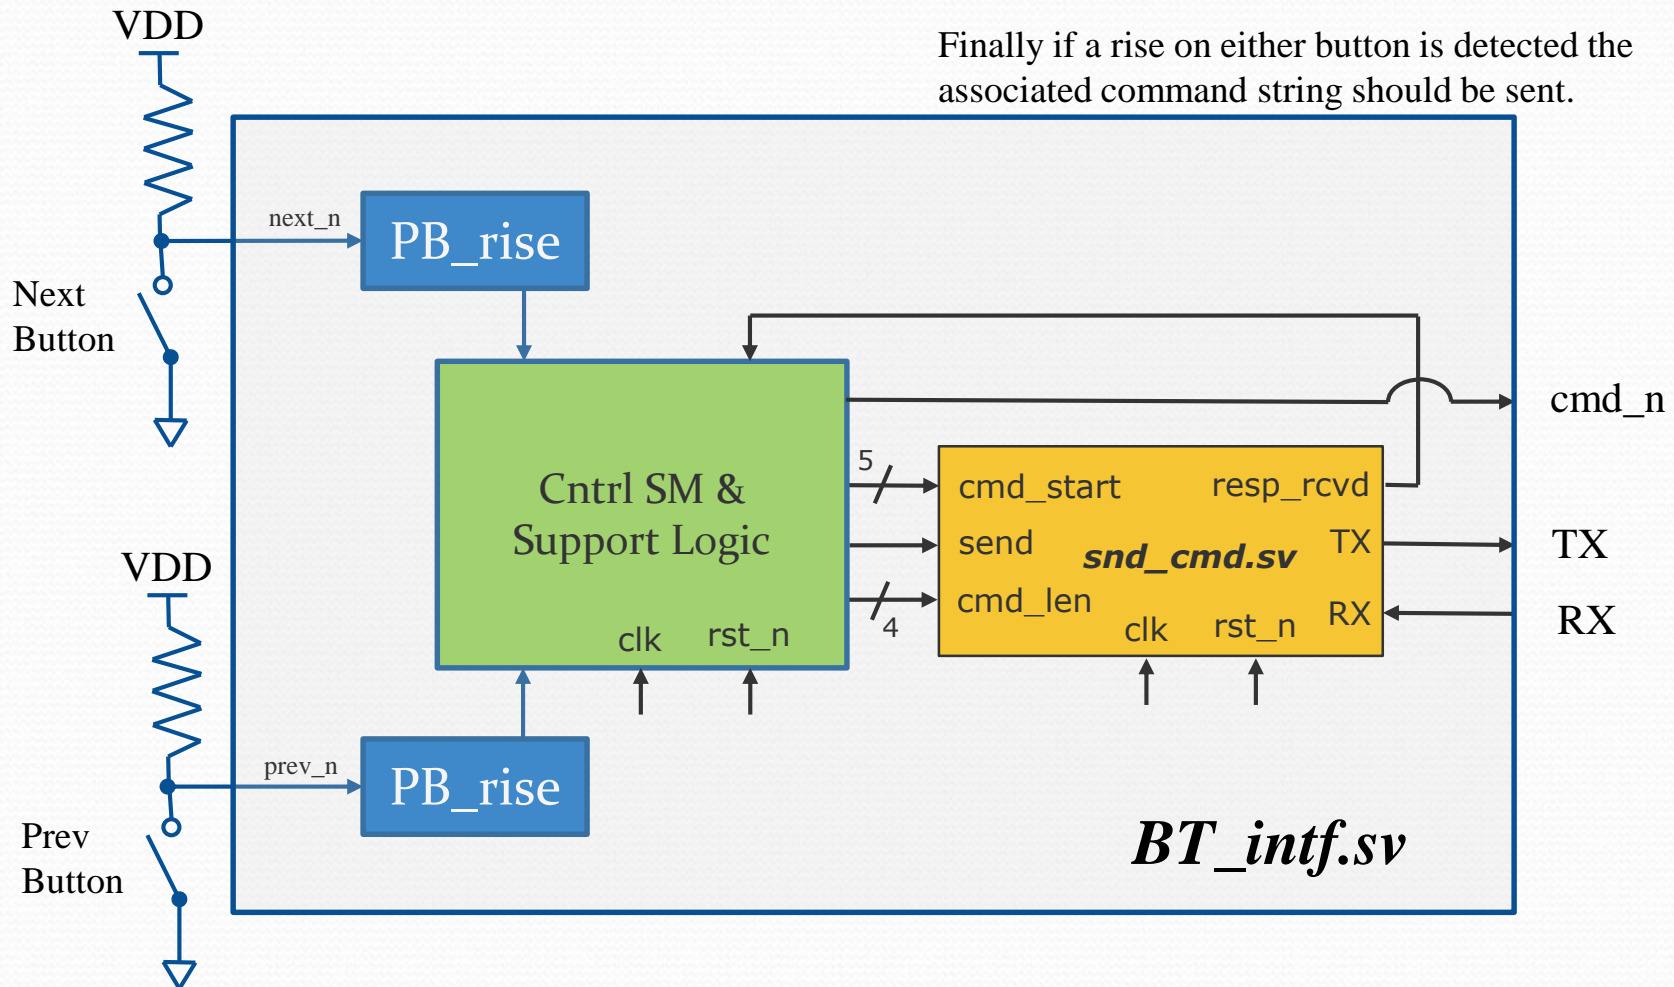 VDD
Finally if a rise on either button is detected the
associated command string should be sent.
next_n
PB_rise
Next
Button
cmd_n
5
cmd_start
resp_rcvd
Cntrl SM &
Support Logic
send
snd_cmd.sv
TX
TX
VDD
cmd_len
4
RX
RX
clk
rst_n
clk
rst_n
prev_n
PB_rise
Prev
Button
BT_intf.sv